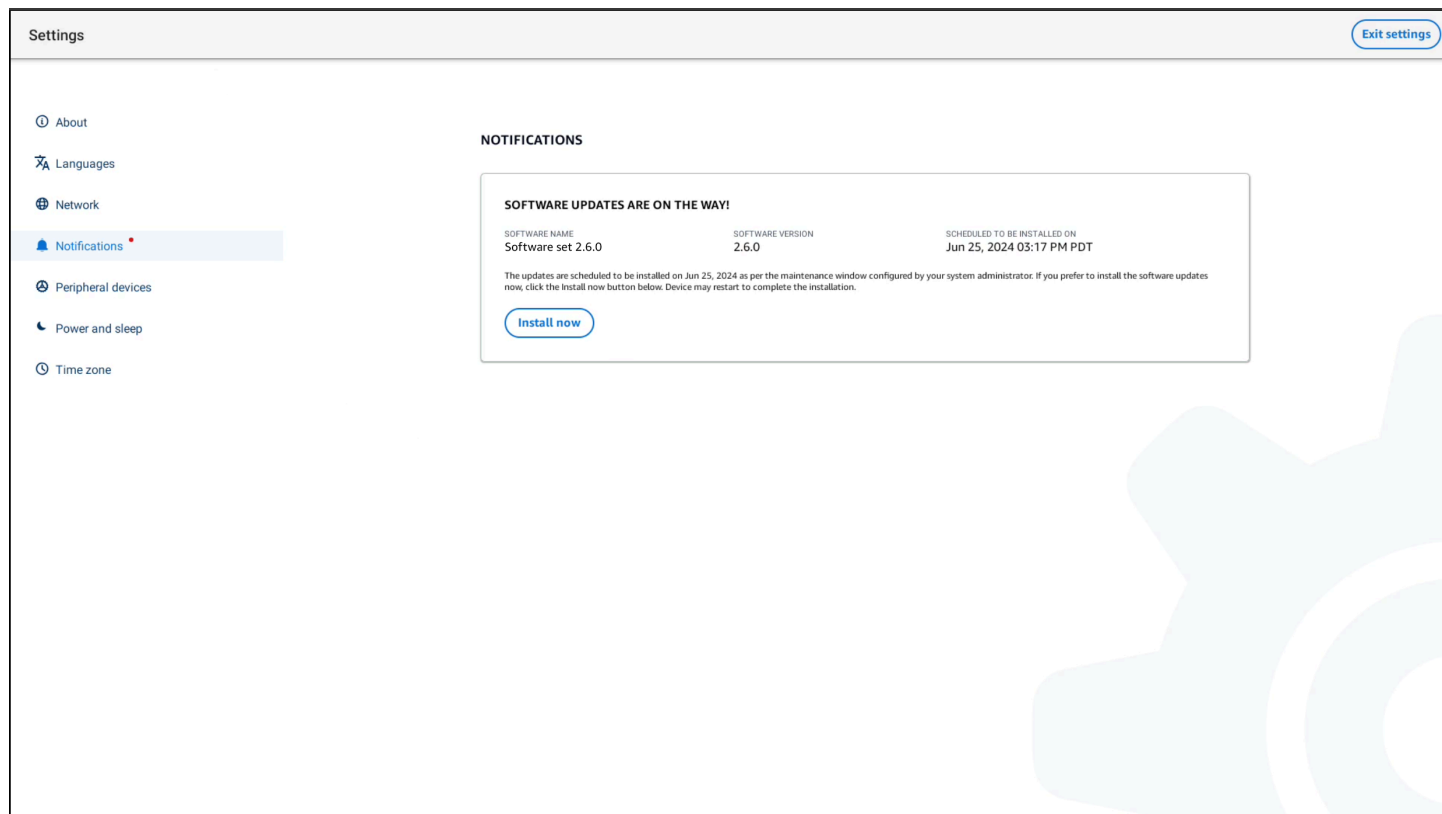 Settings
Exit settings
About
Languages
Network
Notifications
Peripheral devices
Power and sleep
Time zone
NOTIFICATIONS
SOFTWARE UPDATES ARE ON THE WAY!
SOFTWARE NAME
Software set 2.6.0
SOFTWARE VERSION
2.6.0
SCHEDULED TO BE INSTALLED ON
Jun 25, 2024 03:17 PM PDT
The updates are scheduled to be installed on Jun 25, 2024 as per the maintenance window configured by your system administrator. If you prefer to install the software updates
now, click the Install now button below. Device may restart to complete the installation.
Install now